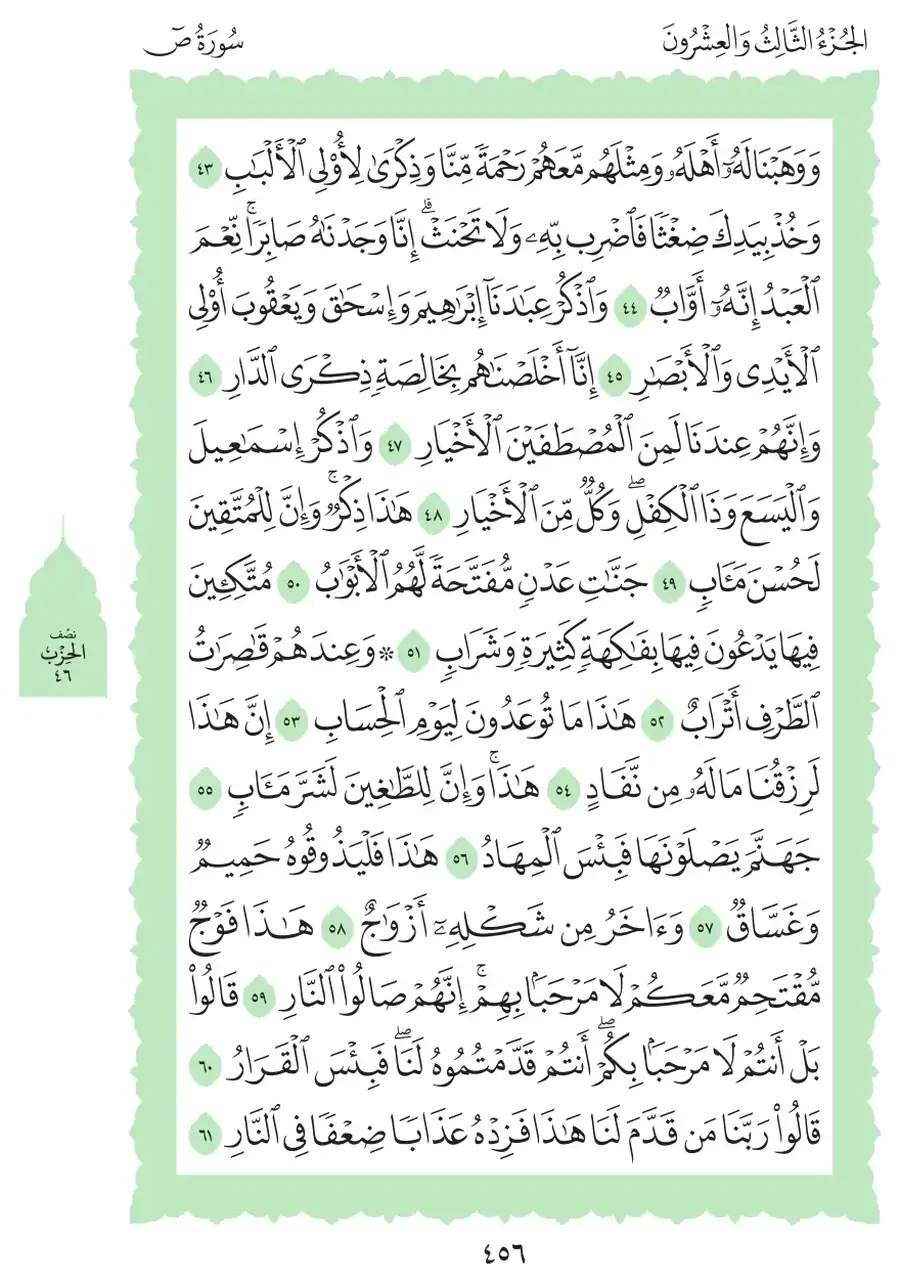 الجُزْءُ الثَّالِثُ وَالعِشْرُونَ
سُورَةُ صٓ
وَوَهَبْنَا لَهُۥٓ أَهْلَهُۥ وَمِثْلَهُم مَّعَهُمْ رَحْمَةً مِّنَّا وَذِكْرَىٰ لِأُو۟لِى ٱلْأَلْبَٰبِ ٤٣
وَخُذْ بِيَدِكَ ضِغْثًا فَٱضْرِب بِّهِۦ وَلَا تَحْنَثْ ۗ إِنَّا وَجَدْنَٰهُ صَابِرًا ۚ نِّعْمَ
ٱلْعَبْدُ إِنَّهُۥٓ أَوَّابٌ ٤٤ وَٱذْكُرْ عِبَٰدَنَآ إِبْرَٰهِيمَ وَإِسْحَٰقَ وَيَعْقُوبَ أُو۟لِى
ٱلْأَيْدِى وَٱلْأَبْصَٰرِ ٤٥ إِنَّآ أَخْلَصْنَٰهُم بِخَالِصَةٍ ذِكْرَى ٱلدَّارِ ٤٦
وَإِنَّهُمْ عِندَنَا لَمِنَ ٱلْمُصْطَفَيْنَ ٱلْأَخْيَارِ ٤٧ وَٱذْكُرْ إِسْمَٰعِيلَ
وَٱلْيَسَعَ وَذَا ٱلْكِفْلِ ۖ وَكُلٌّ مِّنَ ٱلْأَخْيَارِ ٤٨ هَٰذَا ذِكْرٌ ۚ وَإِنَّ لِلْمُتَّقِينَ
لَحُسْنَ مَـَٔابٍ ٤٩ جَنَّٰتِ عَدْنٍ مُّفَتَّحَةً لَّهُمُ ٱلْأَبْوَٰبُ ٥٠ مُتَّكِـِٔينَ
فِيهَا يَدْعُونَ فِيهَا بِفَٰكِهَةٍ كَثِيرَةٍ وَشَرَابٍ ٥١ ۞ وَعِندَهُمْ قَٰصِرَٰتُ
ٱلطَّرْفِ أَتْرَابٌ ٥٢ هَٰذَا مَا تُوعَدُونَ لِيَوْمِ ٱلْحِسَابِ ٥٣ إِنَّ هَٰذَا
لَرِزْقُنَا مَا لَهُۥ مِن نَّفَادٍ ٥٤ هَٰذَا ۚ وَإِنَّ لِلطَّٰغِينَ لَشَرَّ مَـَٔابٍ ٥٥
جَهَنَّمَ يَصْلَوْنَهَا فَبِئْسَ ٱلْمِهَادُ ٥٦ هَٰذَا فَلْيَذُوقُوهُ حَمِيمٌ
وَغَسَّاقٌ ٥٧ وَءَاخَرُ مِن شَكْلِهِۦٓ أَزْوَٰجٌ ٥٨ هَٰذَا فَوْجٌ
مُّقْتَحِمٌ مَّعَكُمْ لَا مَرْحَبًۢا بِهِمْ ۚ إِنَّهُمْ صَالُوا۟ ٱلنَّارِ ٥٩ قَالُوا۟
بَلْ أَنتُمْ لَا مَرْحَبًۢا بِكُمْ ۖ أَنتُمْ قَدَّمْتُمُوهُ لَنَا ۖ فَبِئْسَ ٱلْقَرَارُ ٦٠
قَالُوا۟ رَبَّنَا مَن قَدَّمَ لَنَا هَٰذَا فَزِدْهُ عَذَابًا ضِعْفًا فِى ٱلنَّارِ ٦١
نصف
الحزب
٤٦
٤٥٦